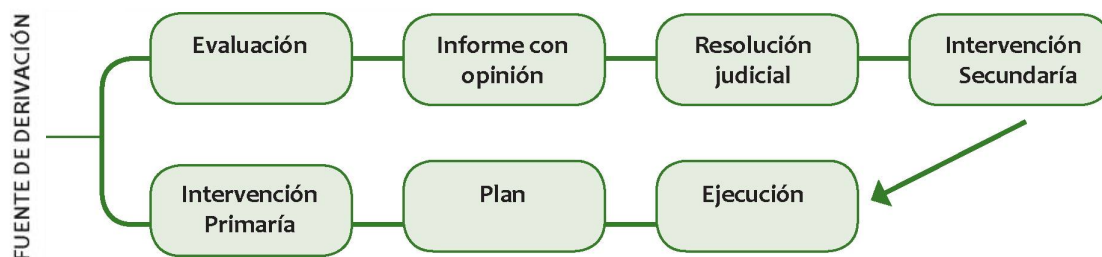 FUENTE DE DERIVACIÓN
Evaluación
Informe con
opinión
Resolución
judicial
Intervención
Secundaría
Intervención
Primaría
Plan
Ejecución